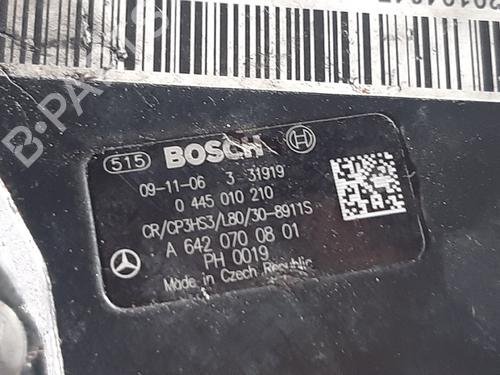 515 BOSCH
09-11-06 3 31919
0 445 010 210
CR/CP3HS3/L80/30-8911S
A 642 070 08 01
PH 0019
Made in Czech Republic
B-PARTS